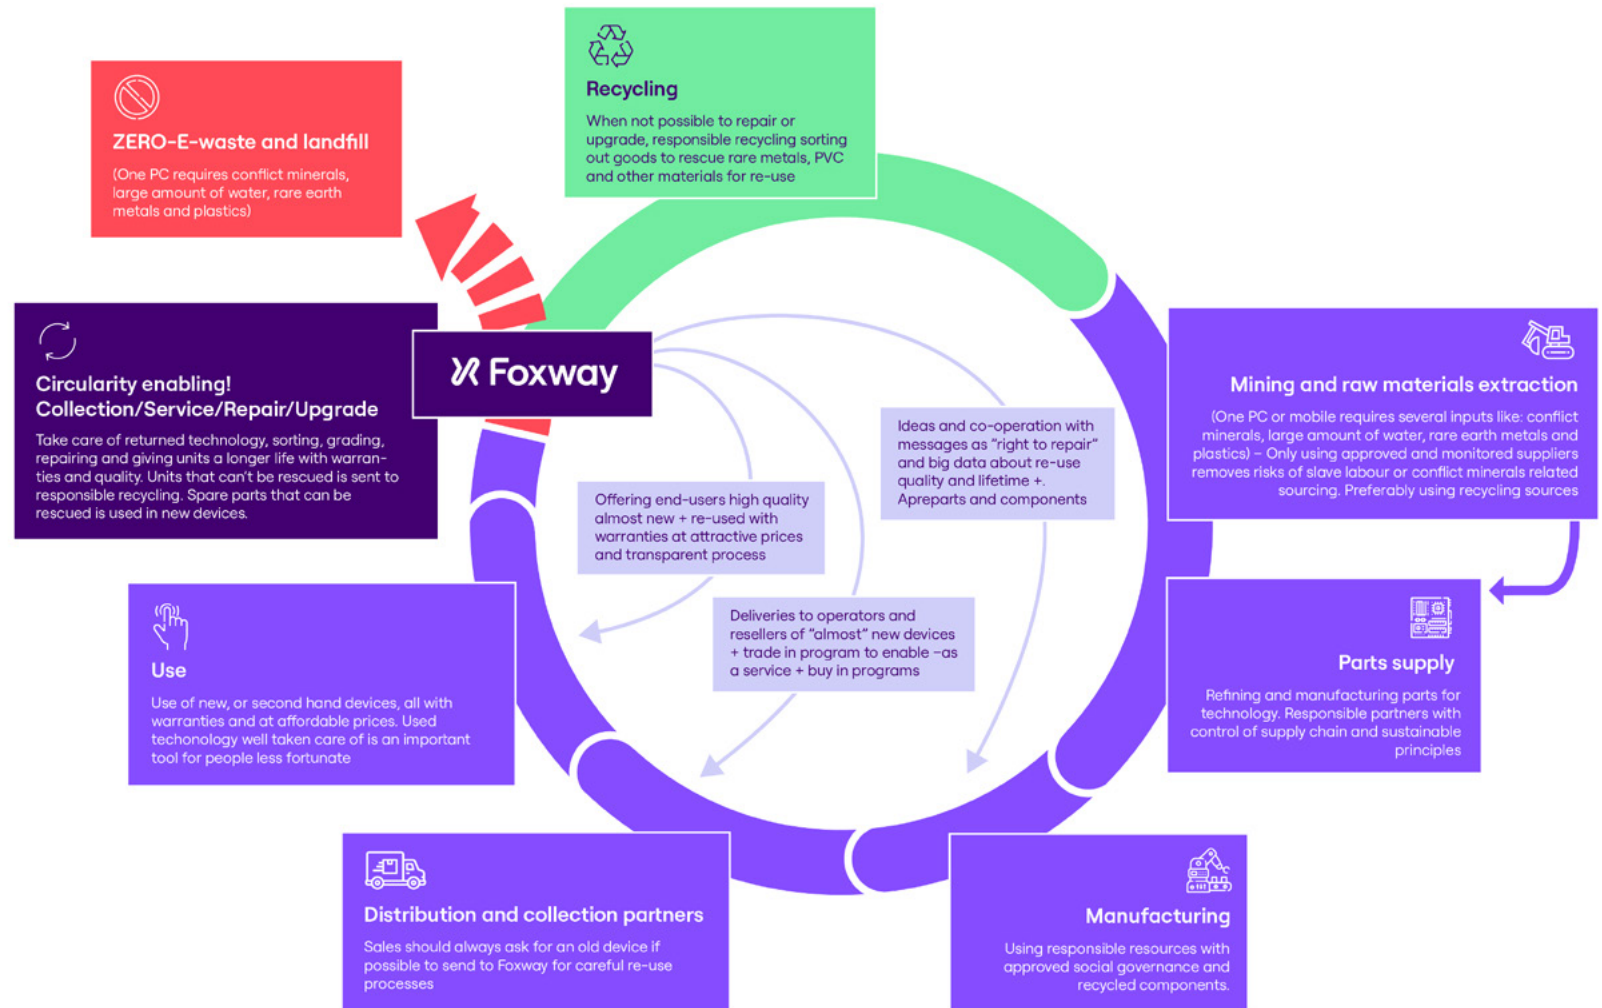 Recycling
When not possible to repair or
upgrade, responsible recycling sorting
out goods to rescue rare metals, PVC
and other materials for re-use
ZERO-E-waste and landfill
(One PC requires conflict minerals,
large amount of water, rare earth
metals and plastics)
Circularity enabling!
Collection/Service/Repair/Upgrade
Take care of returned technology, sorting, grading,
repairing and giving units a longer life with warran-
ties and quality. Units that can't be rescued is sent to
responsible recycling. Spare parts that can be
rescued is used in new devices.
Foxway
Mining and raw materials extraction
(One PC or mobile requires several inputs like: conflict
minerals, large amount of water, rare earth metals and
plastics) – Only using approved and monitored suppliers
removes risks of slave labour or conflict minerals related
sourcing. Preferably using recycling sources
Ideas and co-operation with
messages as "right to repair"
and big data about re-use
quality and lifetime +.
Apreparts and components
Offering end-users high quality
almost new + re-used with
warranties at attractive prices
and transparent process
Deliveries to operators and
resellers of "almost" new devices
+ trade in program to enable –as
a service + buy in programs
Use
Use of new, or second hand devices, all with
warranties and at affordable prices. Used
techonology well taken care of is an important
tool for people less fortunate
Parts supply
Refining and manufacturing parts for
technology. Responsible partners with
control of supply chain and sustainable
principles
Distribution and collection partners
Sales should always ask for an old device if
possible to send to Foxway for careful re-use
processes
Manufacturing
Using responsible resources with
approved social governance and
recycled components.